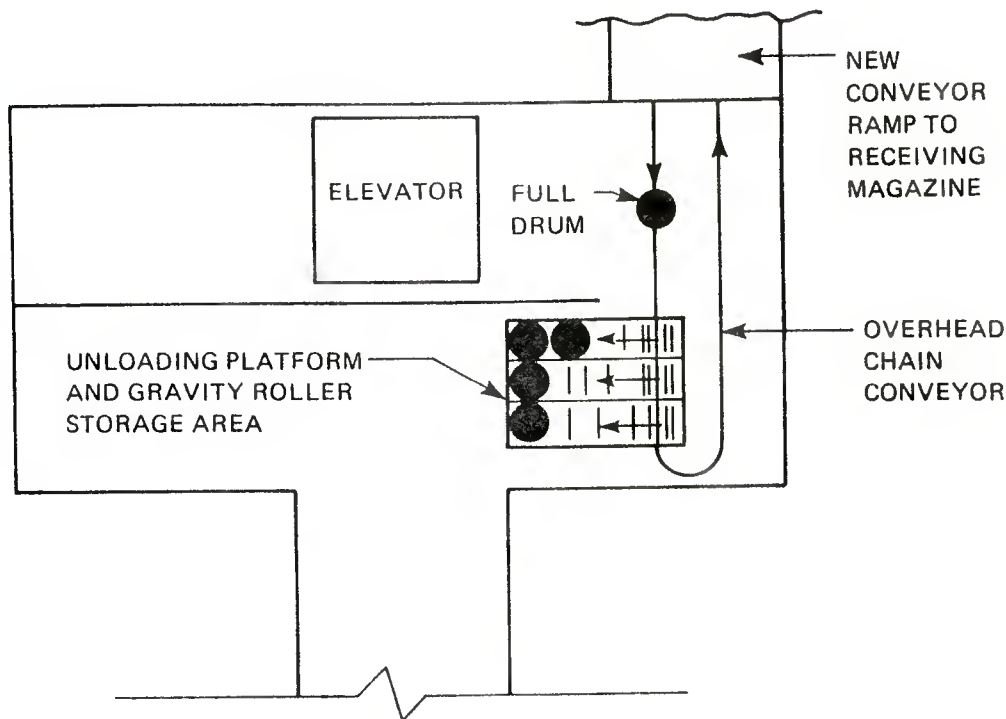 NEW
CONVEYOR
RAMP TO
RECEIVING
MAGAZINE
ELEVATOR
FULL
DRUM
OVERHEAD
CHAIN
CONVEYOR
UNLOADING PLATFORM
AND GRAVITY ROLLER
STORAGE AREA